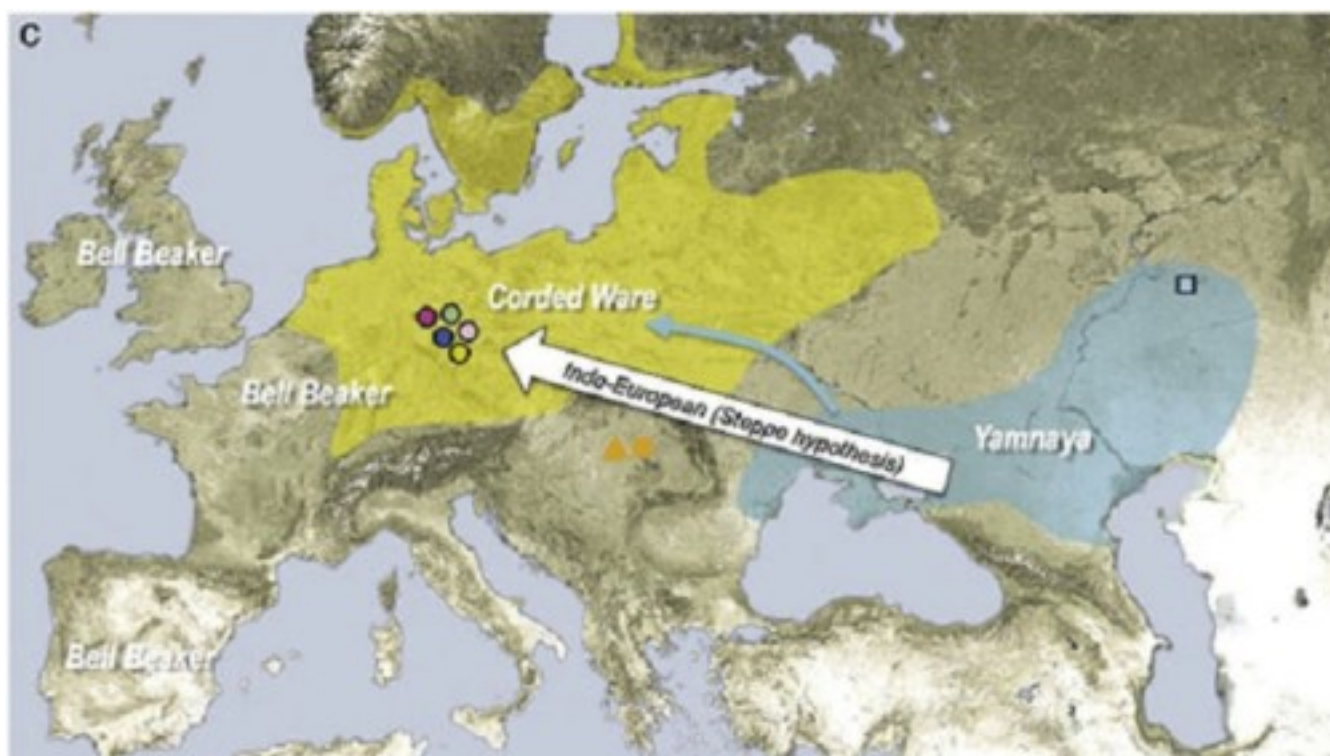 C
Bell Beaker
Corded Ware
Bell Beaker
Indo-European (Steppe hypothesis)
Yamnaya
Bell Beaker